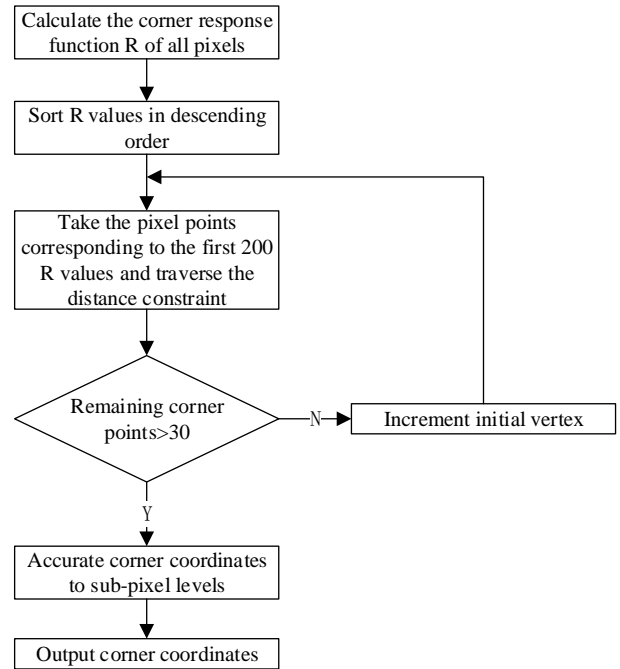 Calculate the corner response
function R of all pixels
Sort R values in descending
order
Take the pixel points
corresponding to the first 200
R values and traverse the
distance constraint
Remaining corner
points>30
N
Increment initial vertex
Y
Accurate corner coordinates
to sub-pixel levels
Output corner coordinates